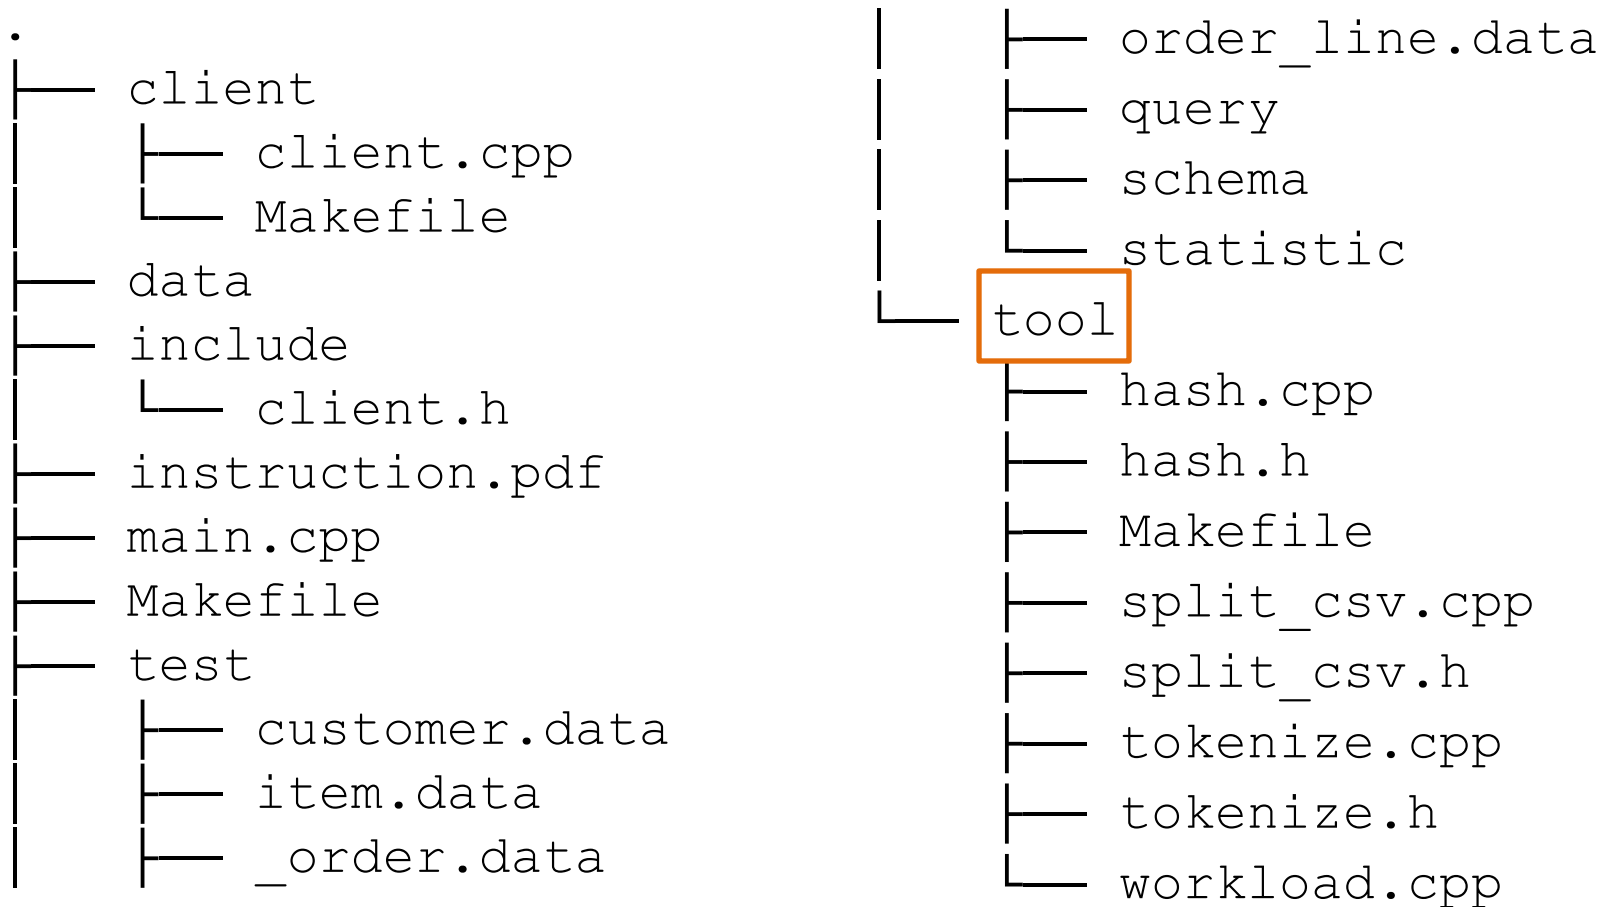 .
client
client.cpp
Makefile
data
include
client.h
instruction.pdf
main.cpp
Makefile
test
customer.data
item.data
_order.data
order_line.data
query
schema
statistic
tool
hash.cpp
hash.h
Makefile
split_csv.cpp
split_csv.h
tokenize.cpp
tokenize.h
workload.cpp